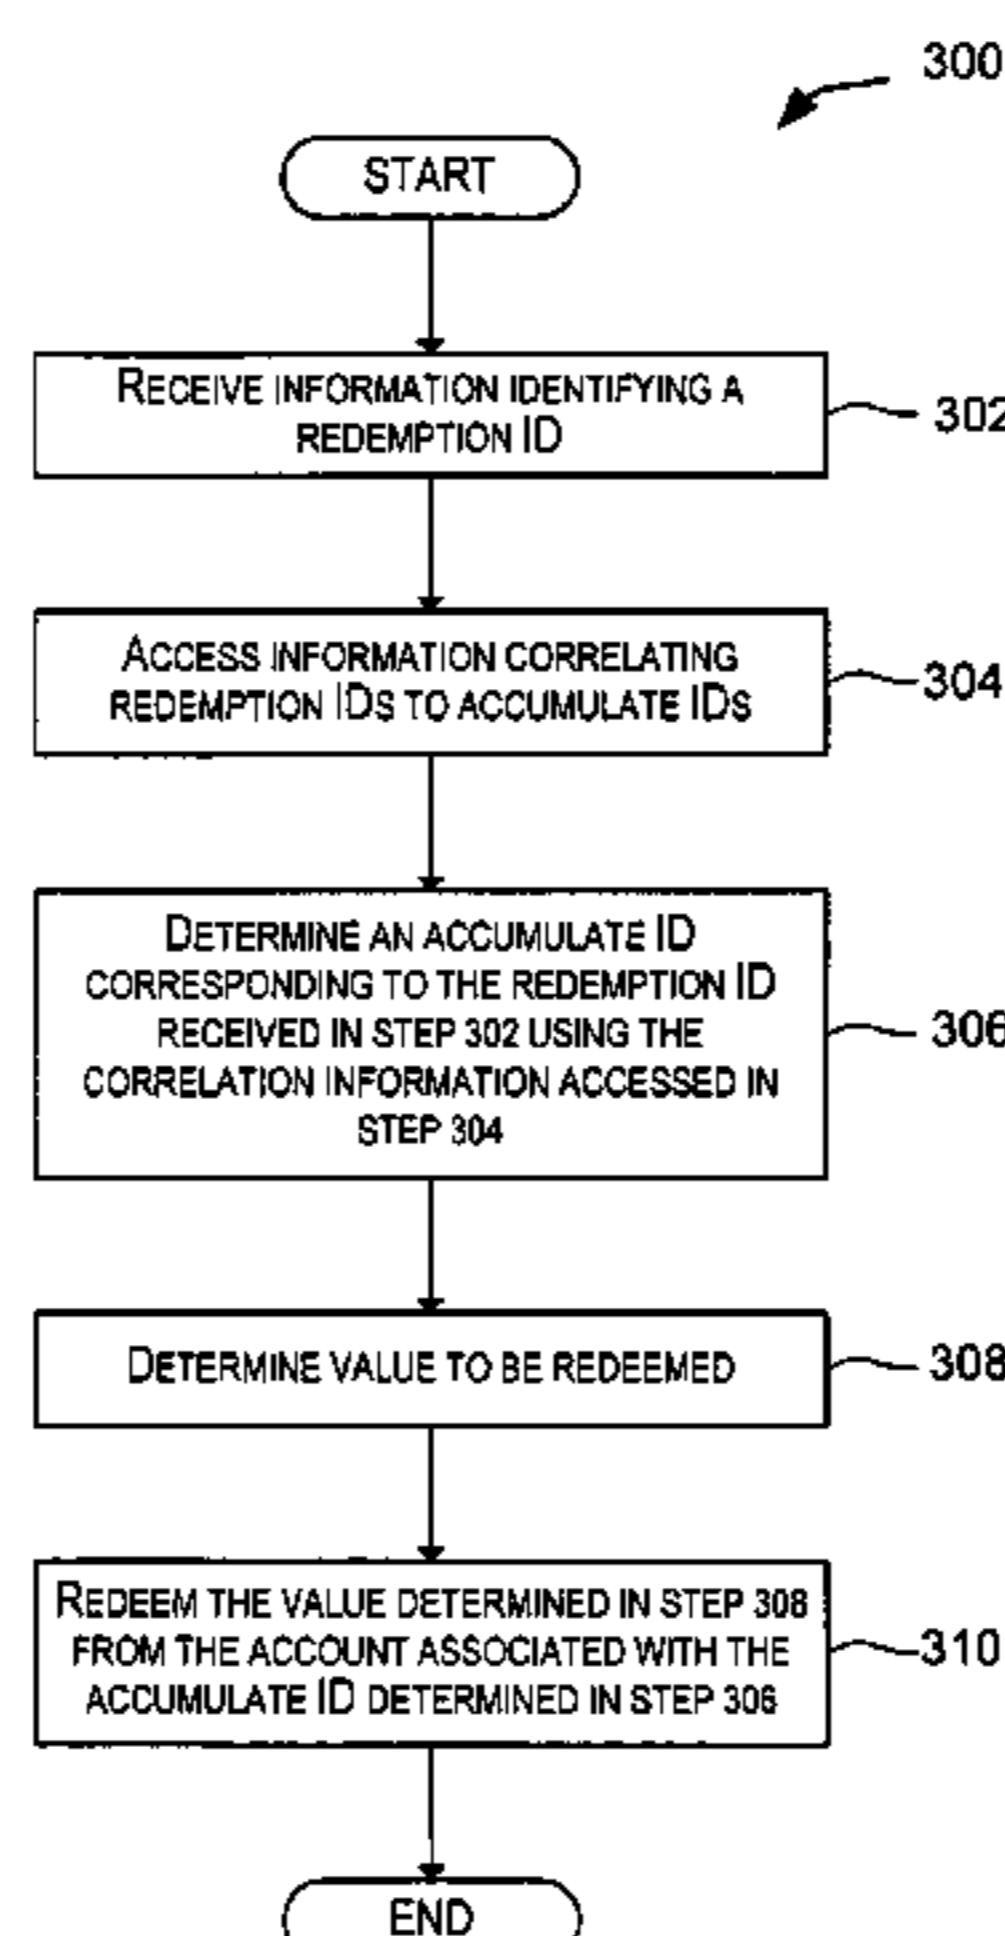 300
START
RECEIVE INFORMATION IDENTIFYING A
REDEMPTION ID
302
ACCESS INFORMATION CORRELATING
REDEMPTION IDS TO ACCUMULATE IDS
304
DETERMINE AN ACCUMULATE ID
CORRESPONDING TO THE REDEMPTION ID
RECEIVED IN STEP 302 USING THE
CORRELATION INFORMATION ACCESSED IN
STEP 304
306
DETERMINE VALUE TO BE REDEEMED
308
REDEEM THE VALUE DETERMINED IN STEP 308
FROM THE ACCOUNT ASSOCIATED WITH THE
ACCUMULATE ID DETERMINED IN STEP 306
310
END